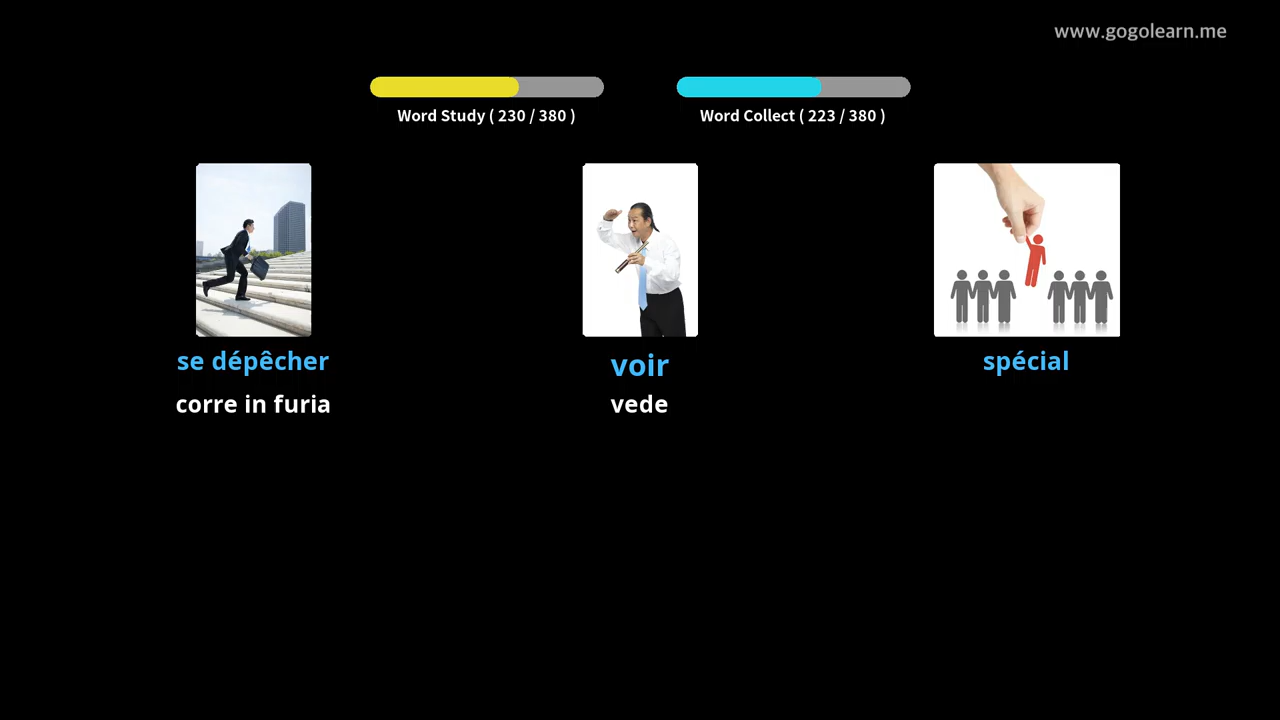 www.gogolearn.me
Word Study ( 230 / 380 )
Word Collect ( 223 / 380 )
se dépêcher
voir
spécial
corre in furia
vede